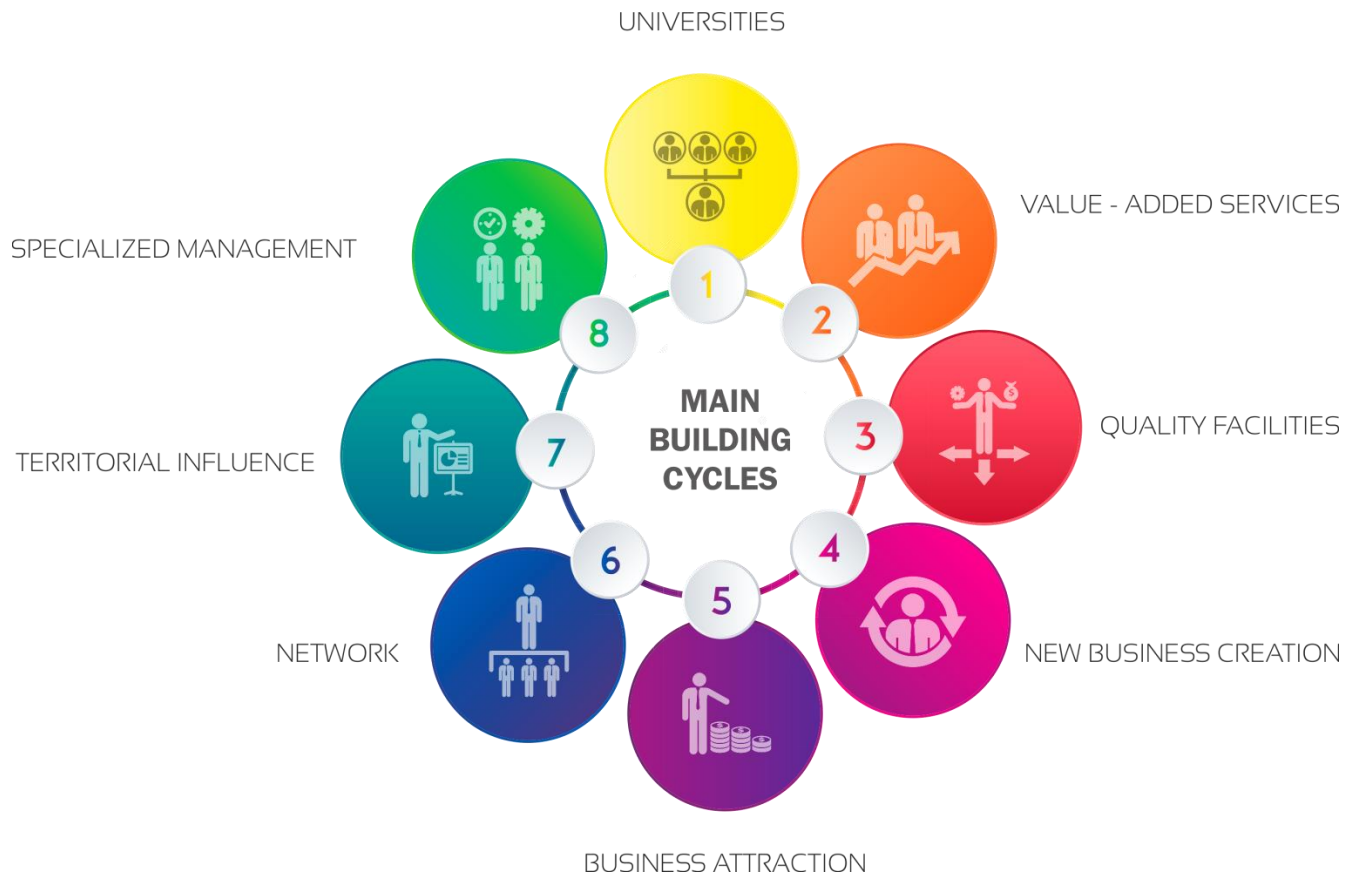 UNIVERSITIES
VALUE - ADDED SERVICES
SPECIALIZED MANAGEMENT
1
2
8
MAIN
BUILDING
CYCLES
3
QUALITY FACILITIES
7
TERRITORIAL INFLUENCE
4
6
5
NETWORK
NEW BUSINESS CREATION
BUSINESS ATTRACTION